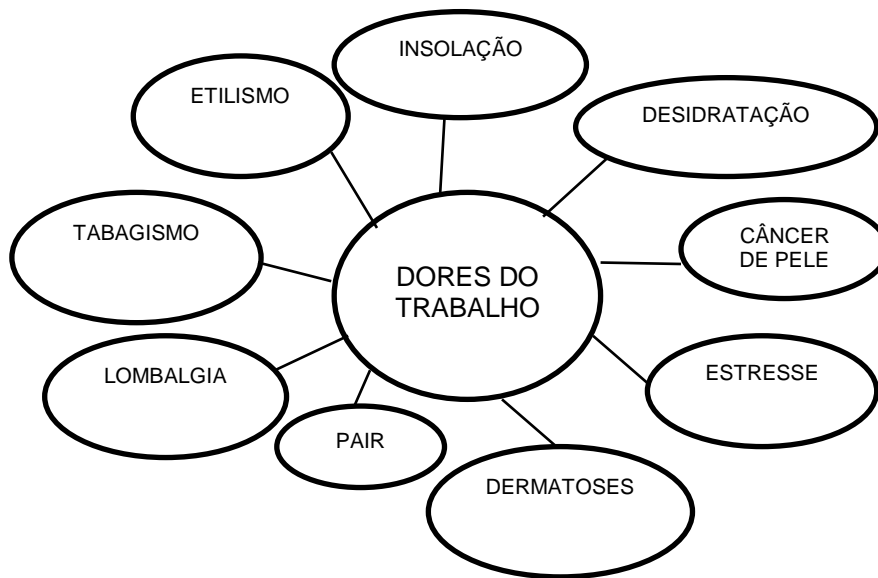 INSOLAÇÃO
ETILISMO
DESIDRATAÇÃO
TABAGISMO
CÂNCER
DE PELE
DORES DO
TRABALHO
LOMBALGIA
ESTRESSE
PAIR
DERMATOSES